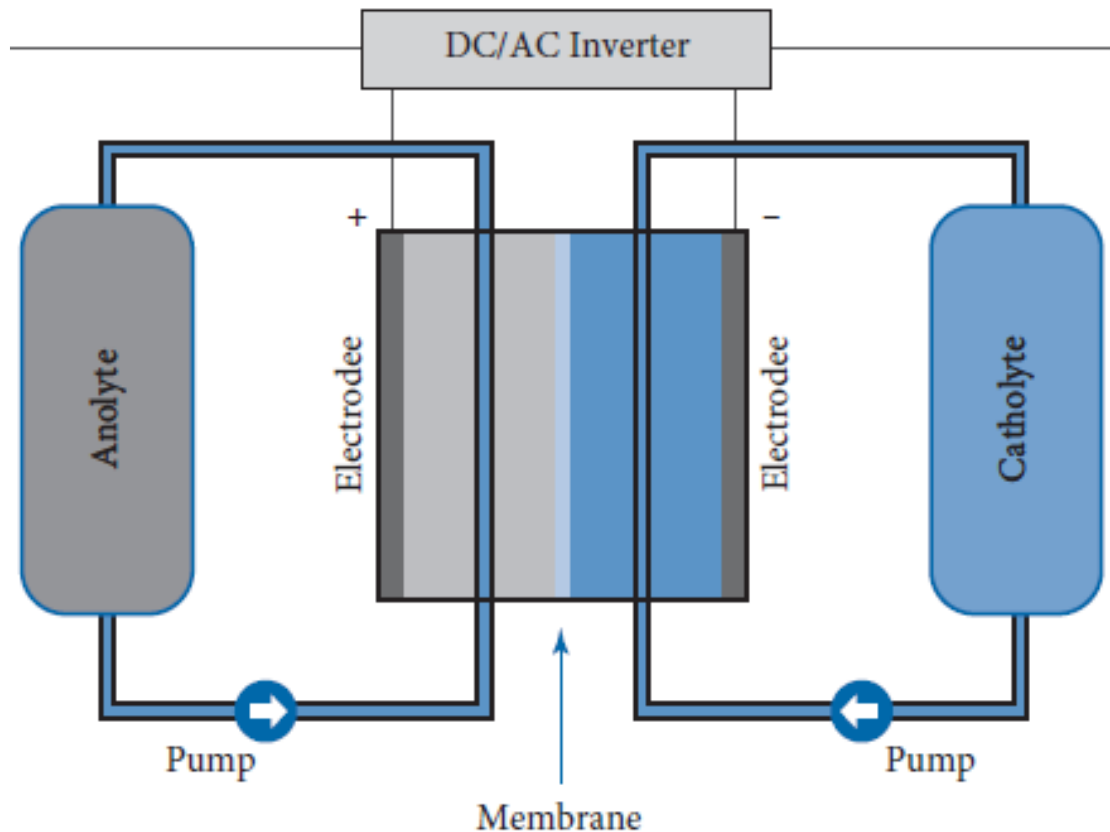 DC/AC Inverter
+
−
Anolyte
Electrodee
Electrodee
Catholyte
Pump
Pump
Membrane